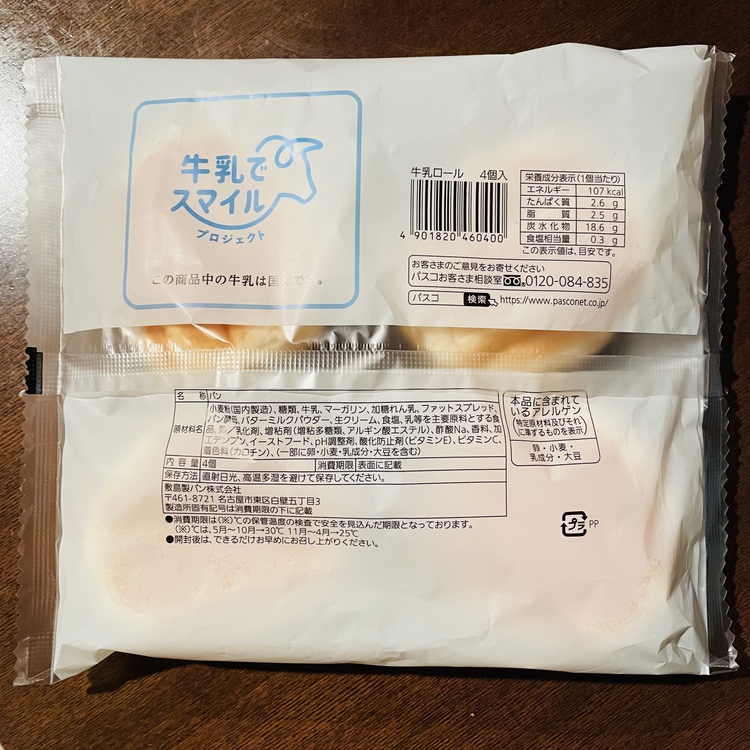 牛乳で
スマイル
プロジェクト
この商品中の牛乳は国産です。
牛乳ロール 4個入
4 901820 460400
栄養成分表示(1個当たり)
エネルギー 107 kcal
たんぱく質 2.6 g
脂質 2.5 g
炭水化物 18.6 g
食塩相当量 0.3 g
この表示値は、目安です。
お客さまのご意見をお寄せください
パスコお客さま相談室 0120-084-835
パスコ 検索 https://www.pasconet.co.jp/
名称 パン
原材料名 小麦粉(国内製造)、糖類、牛乳、マーガリン、加糖れん乳、ファットスプレッド、
パン酵母、バターミルクパウダー、生クリーム、食塩、乳等を主要原料とする食
品、卵/乳化剤、増粘剤(増粘多糖類、アルギン酸エステル)、酢酸Na、香料、加
工デンプン、イーストフード、pH調整剤、酸化防止剤(ビタミンE)、ビタミンC、
着色料(カロチン)、(一部に卵・小麦・乳成分・大豆を含む)
内容量 4個 消費期限 表面に記載
保存方法 直射日光、高温多湿を避けて保存してください。
敷島製パン株式会社
〒461-8721 名古屋市東区白壁五丁目3
製造所固有記号は消費期限の下に記載
●消費期限は(※)℃の保管温度の検査で安全を見込んだ期限となっております。
(※)℃は、5月〜10月→30℃ 11月〜4月→25℃
●開封後は、できるだけお早めにお召し上がりください。
本品に含まれて
いるアレルゲン
(特定原材料及びそれ
に準ずるものを表示)
卵・小麦・
乳成分・大豆
プラ PP